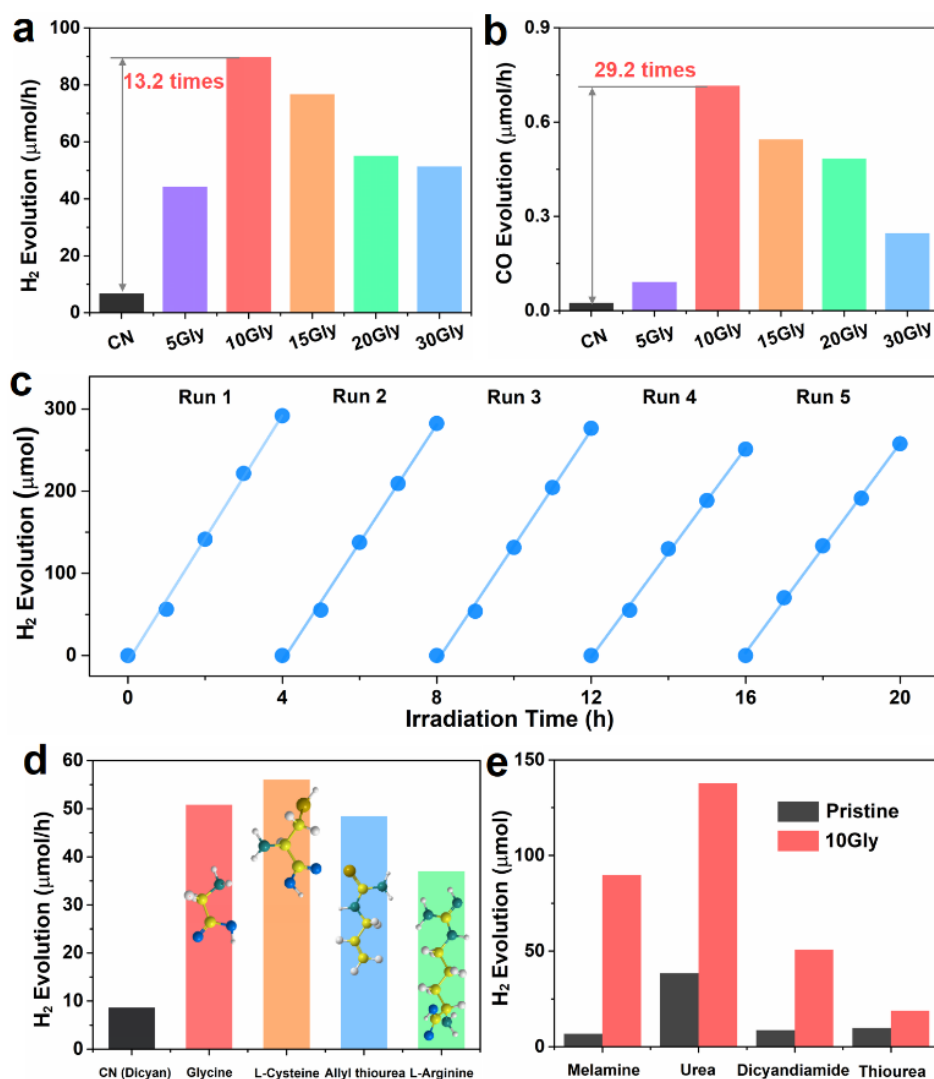 a
H₂ Evolution (μmol/h)
100
80
60
40
20
0
13.2 times
CN
5Gly
10Gly
15Gly
20Gly
30Gly
b
CO Evolution (μmol/h)
0.9
0.6
0.3
0.0
29.2 times
CN
5Gly
10Gly
15Gly
20Gly
30Gly
c
H₂ Evolution (μmol)
300
200
100
0
Run 1
Run 2
Run 3
Run 4
Run 5
0
4
8
12
16
20
Irradiation Time (h)
d
H₂ Evolution (μmol/h)
60
50
40
30
20
10
0
CN (Dicyan)
Glycine
L-Cysteine
Allyl thiourea
L-Arginine
e
H₂ Evolution (μmol)
150
100
50
0
Pristine
10Gly
Melamine
Urea
Dicyandiamide
Thiourea